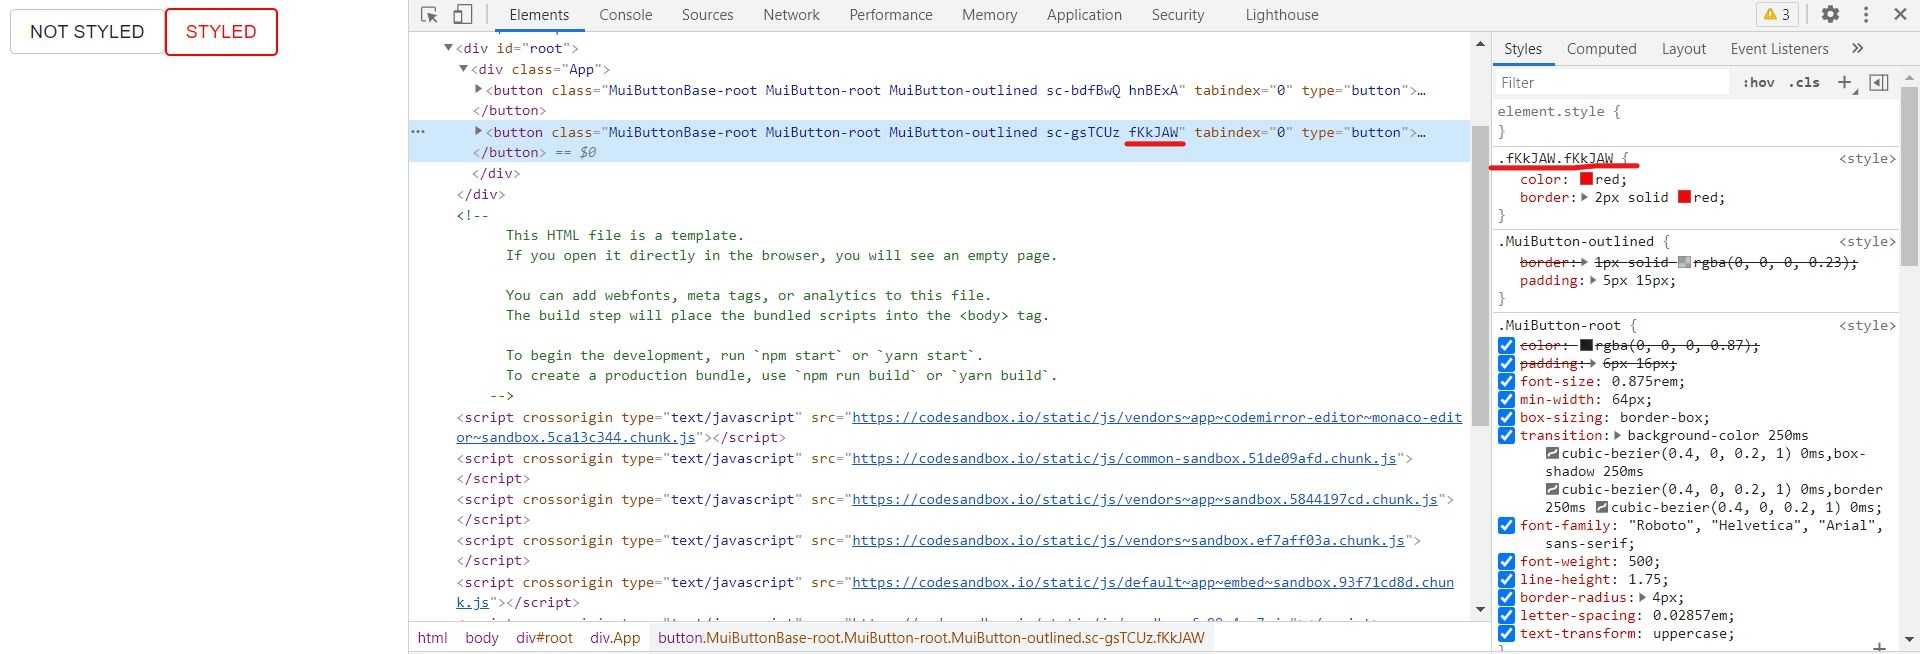 NOT STYLED
STYLED
Elements Console Sources Network Performance Memory Application Security Lighthouse
3
<div id="root">
<div class="App">
<button class="MuiButtonBase-root MuiButton-root MuiButton-outlined sc-bdfBwQ hnBExA" tabindex="0" type="button">…
</button>
<button class="MuiButtonBase-root MuiButton-root MuiButton-outlined sc-gsTCUz fKkJAW" tabindex="0" type="button">…
</button> == $0
</div>
</div>
<!--
This HTML file is a template.
If you open it directly in the browser, you will see an empty page.
You can add webfonts, meta tags, or analytics to this file.
The build step will place the bundled scripts into the <body> tag.
To begin the development, run `npm start` or `yarn start`.
To create a production bundle, use `npm run build` or `yarn build`.
-->
<script crossorigin type="text/javascript" src="https://codesandbox.io/static/js/vendors~app~codemirror-editor~monaco-edit
or~sandbox.5ca13c344.chunk.js"></script>
<script crossorigin type="text/javascript" src="https://codesandbox.io/static/js/common-sandbox.51de09afd.chunk.js">
</script>
<script crossorigin type="text/javascript" src="https://codesandbox.io/static/js/vendors~app~sandbox.5844197cd.chunk.js">
</script>
<script crossorigin type="text/javascript" src="https://codesandbox.io/static/js/vendors~sandbox.ef7aff03a.chunk.js">
</script>
<script crossorigin type="text/javascript" src="https://codesandbox.io/static/js/default~app~embed~sandbox.93f71cd8d.chun
k.js"></script>
html body div#root div.App button.MuiButtonBase-root.MuiButton-root.MuiButton-outlined.sc-gsTCUz.fKkJAW
Styles Computed Layout Event Listeners »
Filter :hov .cls +
element.style {
}
.fKkJAW.fKkJAW { <style>
color: red;
border: 2px solid red;
}
.MuiButton-outlined { <style>
border: 1px solid rgba(0, 0, 0, 0.23);
padding: 5px 15px;
}
.MuiButton-root { <style>
color: rgba(0, 0, 0, 0.87);
padding: 6px 16px;
font-size: 0.875rem;
min-width: 64px;
box-sizing: border-box;
transition: background-color 250ms
cubic-bezier(0.4, 0, 0.2, 1) 0ms,box-
shadow 250ms
cubic-bezier(0.4, 0, 0.2, 1) 0ms,border
250ms cubic-bezier(0.4, 0, 0.2, 1) 0ms;
font-family: "Roboto", "Helvetica", "Arial",
sans-serif;
font-weight: 500;
line-height: 1.75;
border-radius: 4px;
letter-spacing: 0.02857em;
text-transform: uppercase;